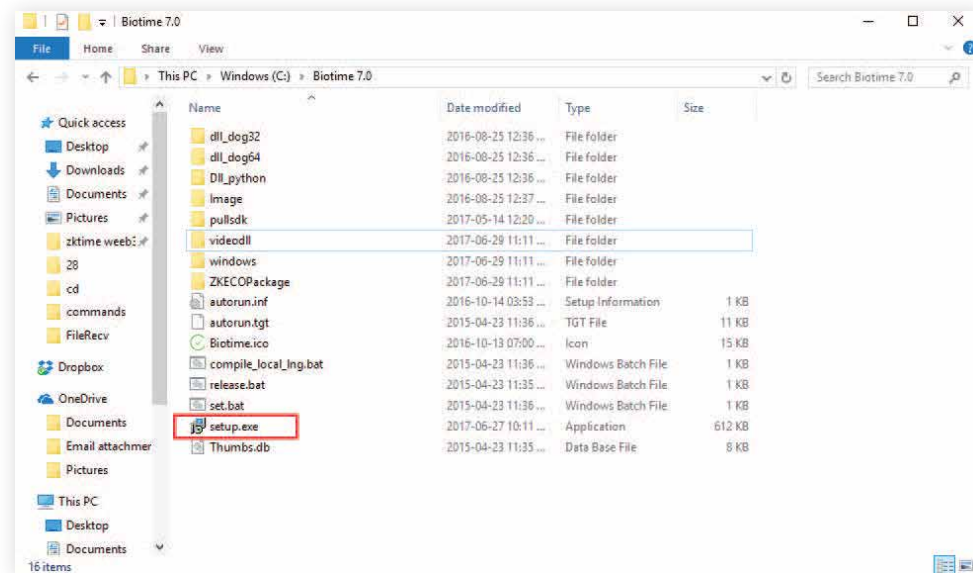 Biotime 7.0
File Home Share View
This PC Windows (C:) Biotime 7.0 Search Biotime 7.0
Name Date modified Type Size
Quick access
Desktop
Downloads
Documents
Pictures
zktime weeb3
28
cd
commands
FileRecv
Dropbox
OneDrive
Documents
Email attachmer
Pictures
This PC
Desktop
Documents
dll_dog32 2016-08-25 12:36 ... File folder
dll_dog64 2016-08-25 12:36 ... File folder
Dll_python 2016-08-25 12:36 ... File folder
Image 2016-08-25 12:37 ... File folder
pullsdk 2017-05-14 12:20 ... File folder
videodll 2017-06-29 11:11 ... File folder
windows 2017-06-29 11:11 ... File folder
ZKECOPackage 2017-06-29 11:11 ... File folder
autorun.inf 2016-10-14 03:53 ... Setup Information 1 KB
autorun.tgt 2015-04-23 11:36 ... TGT File 11 KB
Biotime.ico 2016-10-13 07:00 ... Icon 15 KB
compile_local_lng.bat 2015-04-23 11:36 ... Windows Batch File 1 KB
release.bat 2015-04-23 11:35 ... Windows Batch File 1 KB
set.bat 2015-04-23 11:36 ... Windows Batch File 1 KB
setup.exe 2017-06-27 10:11 ... Application 612 KB
Thumbs.db 2015-04-23 11:35 ... Data Base File 8 KB
16 items